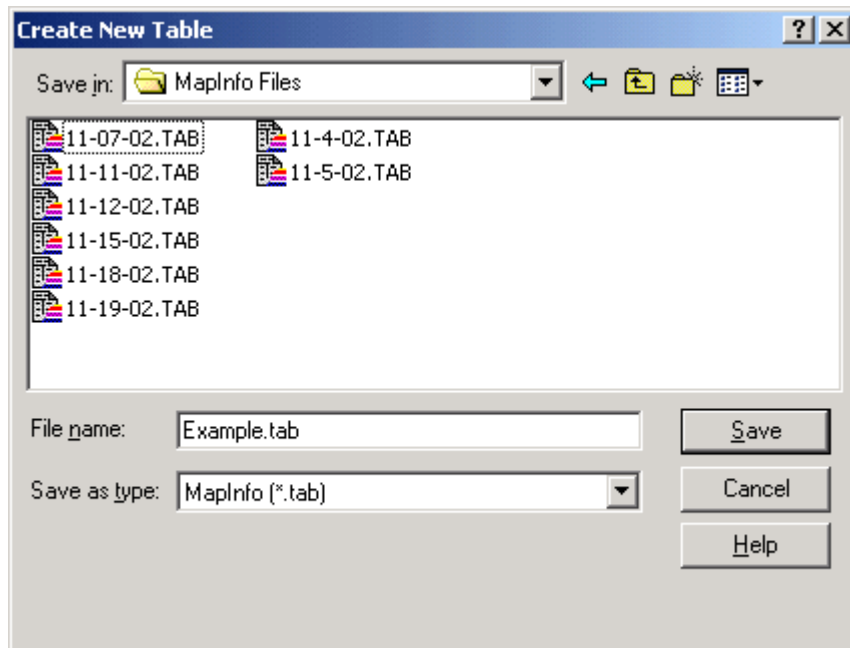 Create New Table
Save in: MapInfo Files
11-07-02.TAB
11-11-02.TAB
11-12-02.TAB
11-15-02.TAB
11-18-02.TAB
11-19-02.TAB
11-4-02.TAB
11-5-02.TAB
File name: Example.tab
Save
Save as type: MapInfo (*.tab)
Cancel
Help